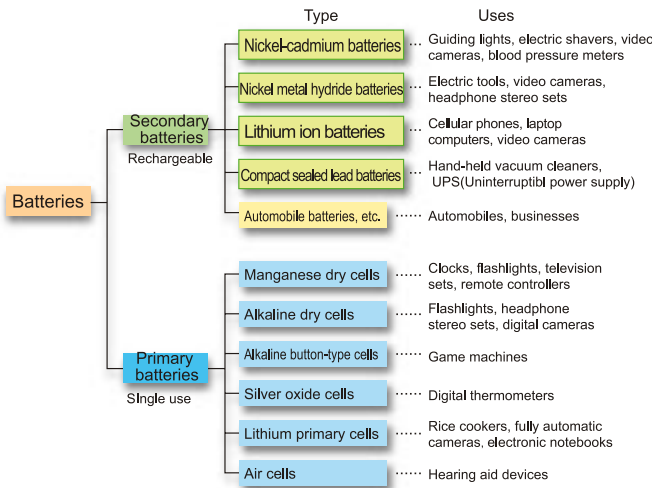 Type
Uses
Batteries
Secondary
batteries
Rechargeable
Nickel-cadmium batteries
Guiding lights, electric shavers, video
cameras, blood pressure meters
Nickel metal hydride batteries
Electric tools, video cameras,
headphone stereo sets
Lithium ion batteries
Cellular phones, laptop
computers, video cameras
Compact sealed lead batteries
Hand-held vacuum cleaners,
UPS(Uninterruptibl power supply)
Automobile batteries, etc.
Automobiles, businesses
Primary
batteries
SIngle use
Manganese dry cells
Clocks, flashlights, television
sets, remote controllers
Alkaline dry cells
Flashlights, headphone
stereo sets, digital cameras
Alkaline button-type cells
Game machines
Silver oxide cells
Digital thermometers
Lithium primary cells
Rice cookers, fully automatic
cameras, electronic notebooks
Air cells
Hearing aid devices